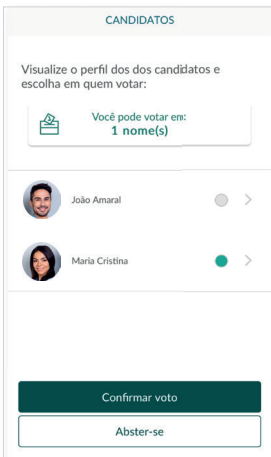 CANDIDATOS
Visualize o perfil dos dos candidatos e
escolha em quem votar:
Você pode votar em:
1 nome(s)
João Amaral
Maria Cristina
Confirmar voto
Abster-se